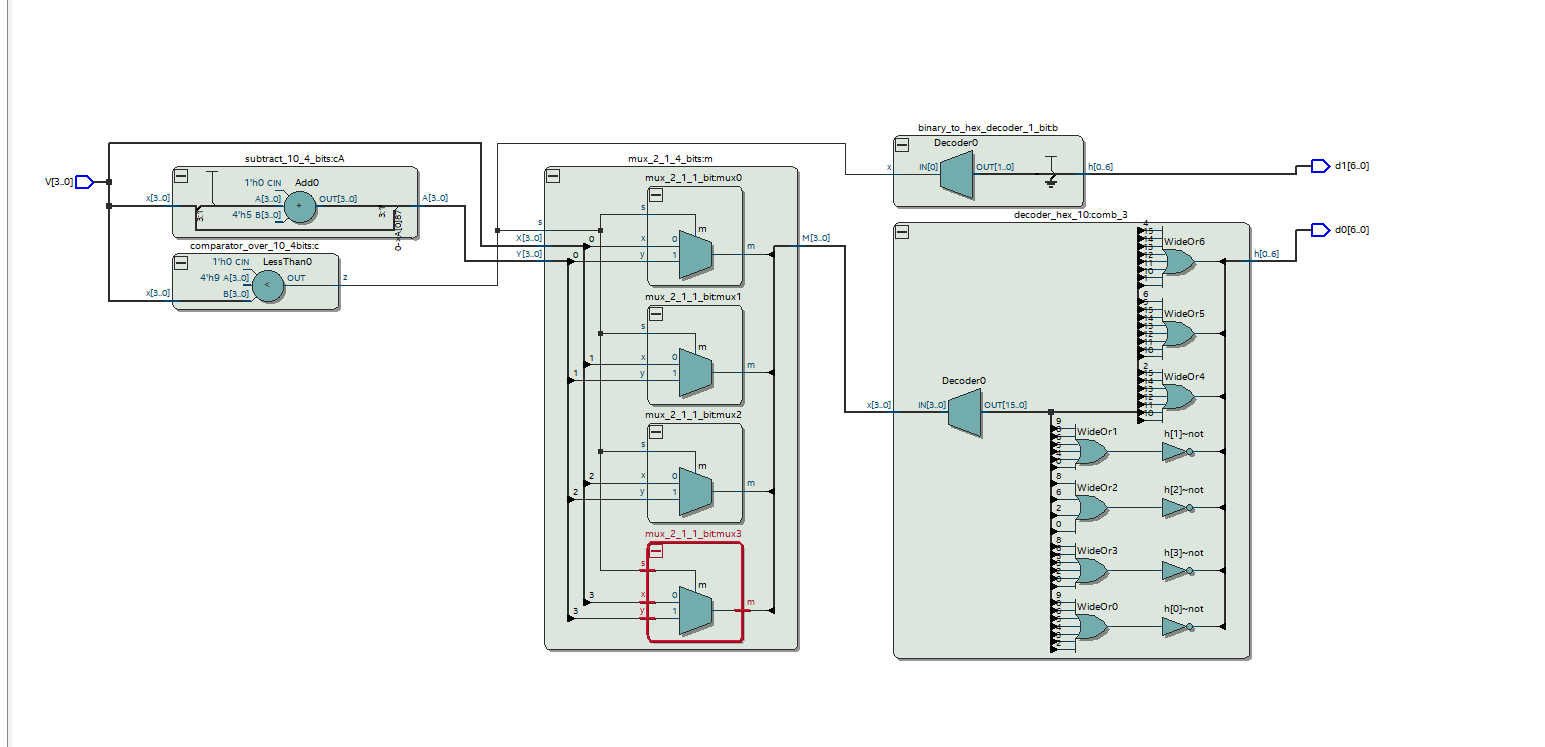 V[3..0]
subtract_10_4_bits:cA
1'h0 CIN
Add0
x[3..0]
3:1
A[3..0]
OUT[3..0]
4'h5 B[3..0]
+
3:1
A[3..0]
comparator_over_10_4bits:c
1'h0 CIN
LessThan0
4'h9 A[3..0]
OUT
<
z
x[3..0]
B[3..0]
mux_2_1_4_bits:m
s
X[3..0]
Y[3..0]
M[3..0]
mux_2_1_1_bit:mux0
s
m
0
x
0
m
0
y
1
mux_2_1_1_bit:mux1
s
m
1
x
0
m
1
y
1
mux_2_1_1_bit:mux2
s
m
2
x
0
m
2
y
1
mux_2_1_1_bit:mux3
s
m
3
x
0
m
3
y
1
binary_to_hex_decoder_1_bit:b
Decoder0
x
IN[0]
OUT[1..0]
h[0..6]
d1[6..0]
decoder_hex_10:comb_3
d0[6..0]
h[0..6]
4
15
14
13
12
11
10
1
WideOr6
6
5
15
14
13
12
11
10
WideOr5
2
15
14
13
12
11
10
WideOr4
Decoder0
x[3..0]
IN[3..0]
OUT[15..0]
9
WideOr1
h[1]~not
8
6
2
0
WideOr2
h[2]~not
8
WideOr3
h[3]~not
9
WideOr0
h[0]~not